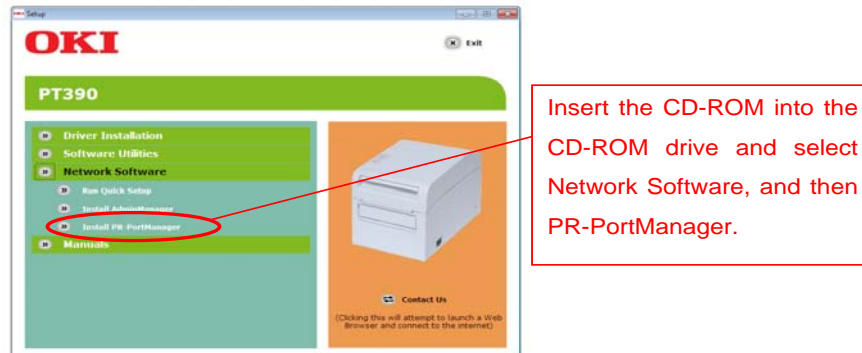 Setup
OKI
Exit
PT390
Driver Installation
Software Utilities
Network Software
Run Quick Setup
Install AdminManager
Install PR-PortManager
Manuals
Contact Us
(Clicking this will attempt to launch a Web
Browser and connect to the internet)
Insert the CD-ROM into the
CD-ROM drive and select
Network Software, and then
PR-PortManager.